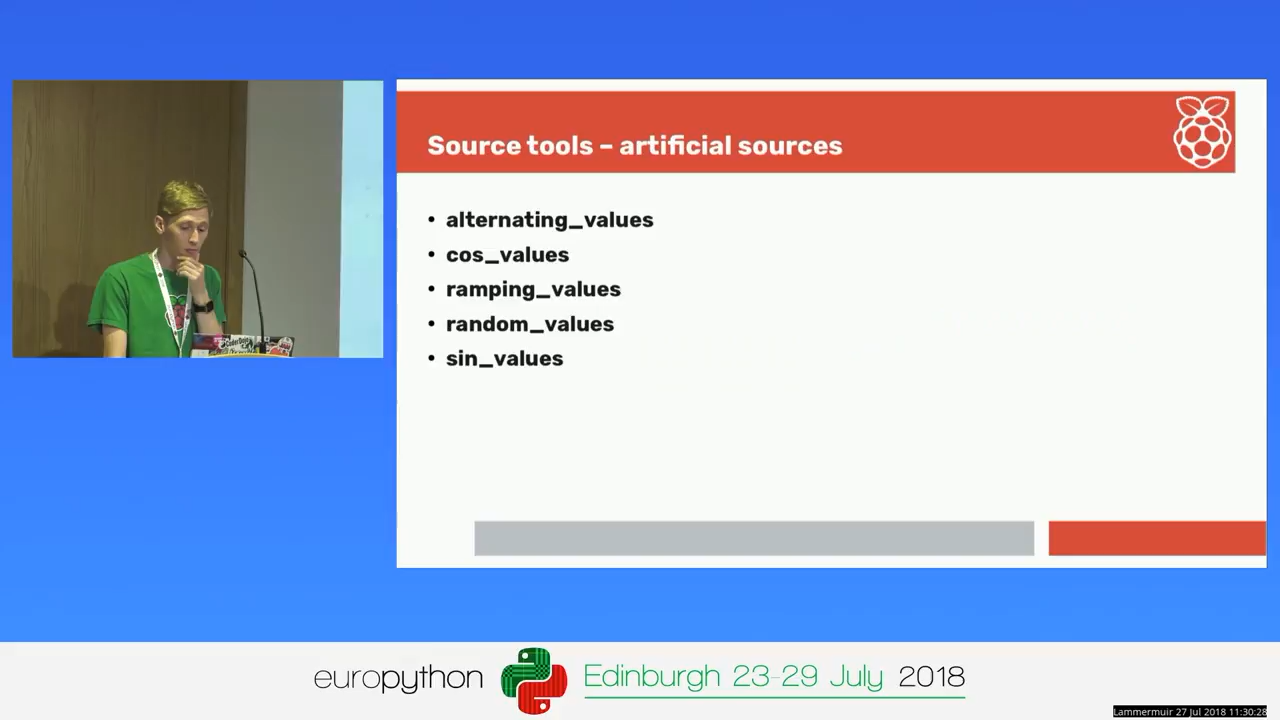 Source tools – artificial sources
• alternating_values
• cos_values
• ramping_values
• random_values
• sin_values
europython Edinburgh 23-29 July 2018
Lammermuir 27 Jul 2018 11:30:28